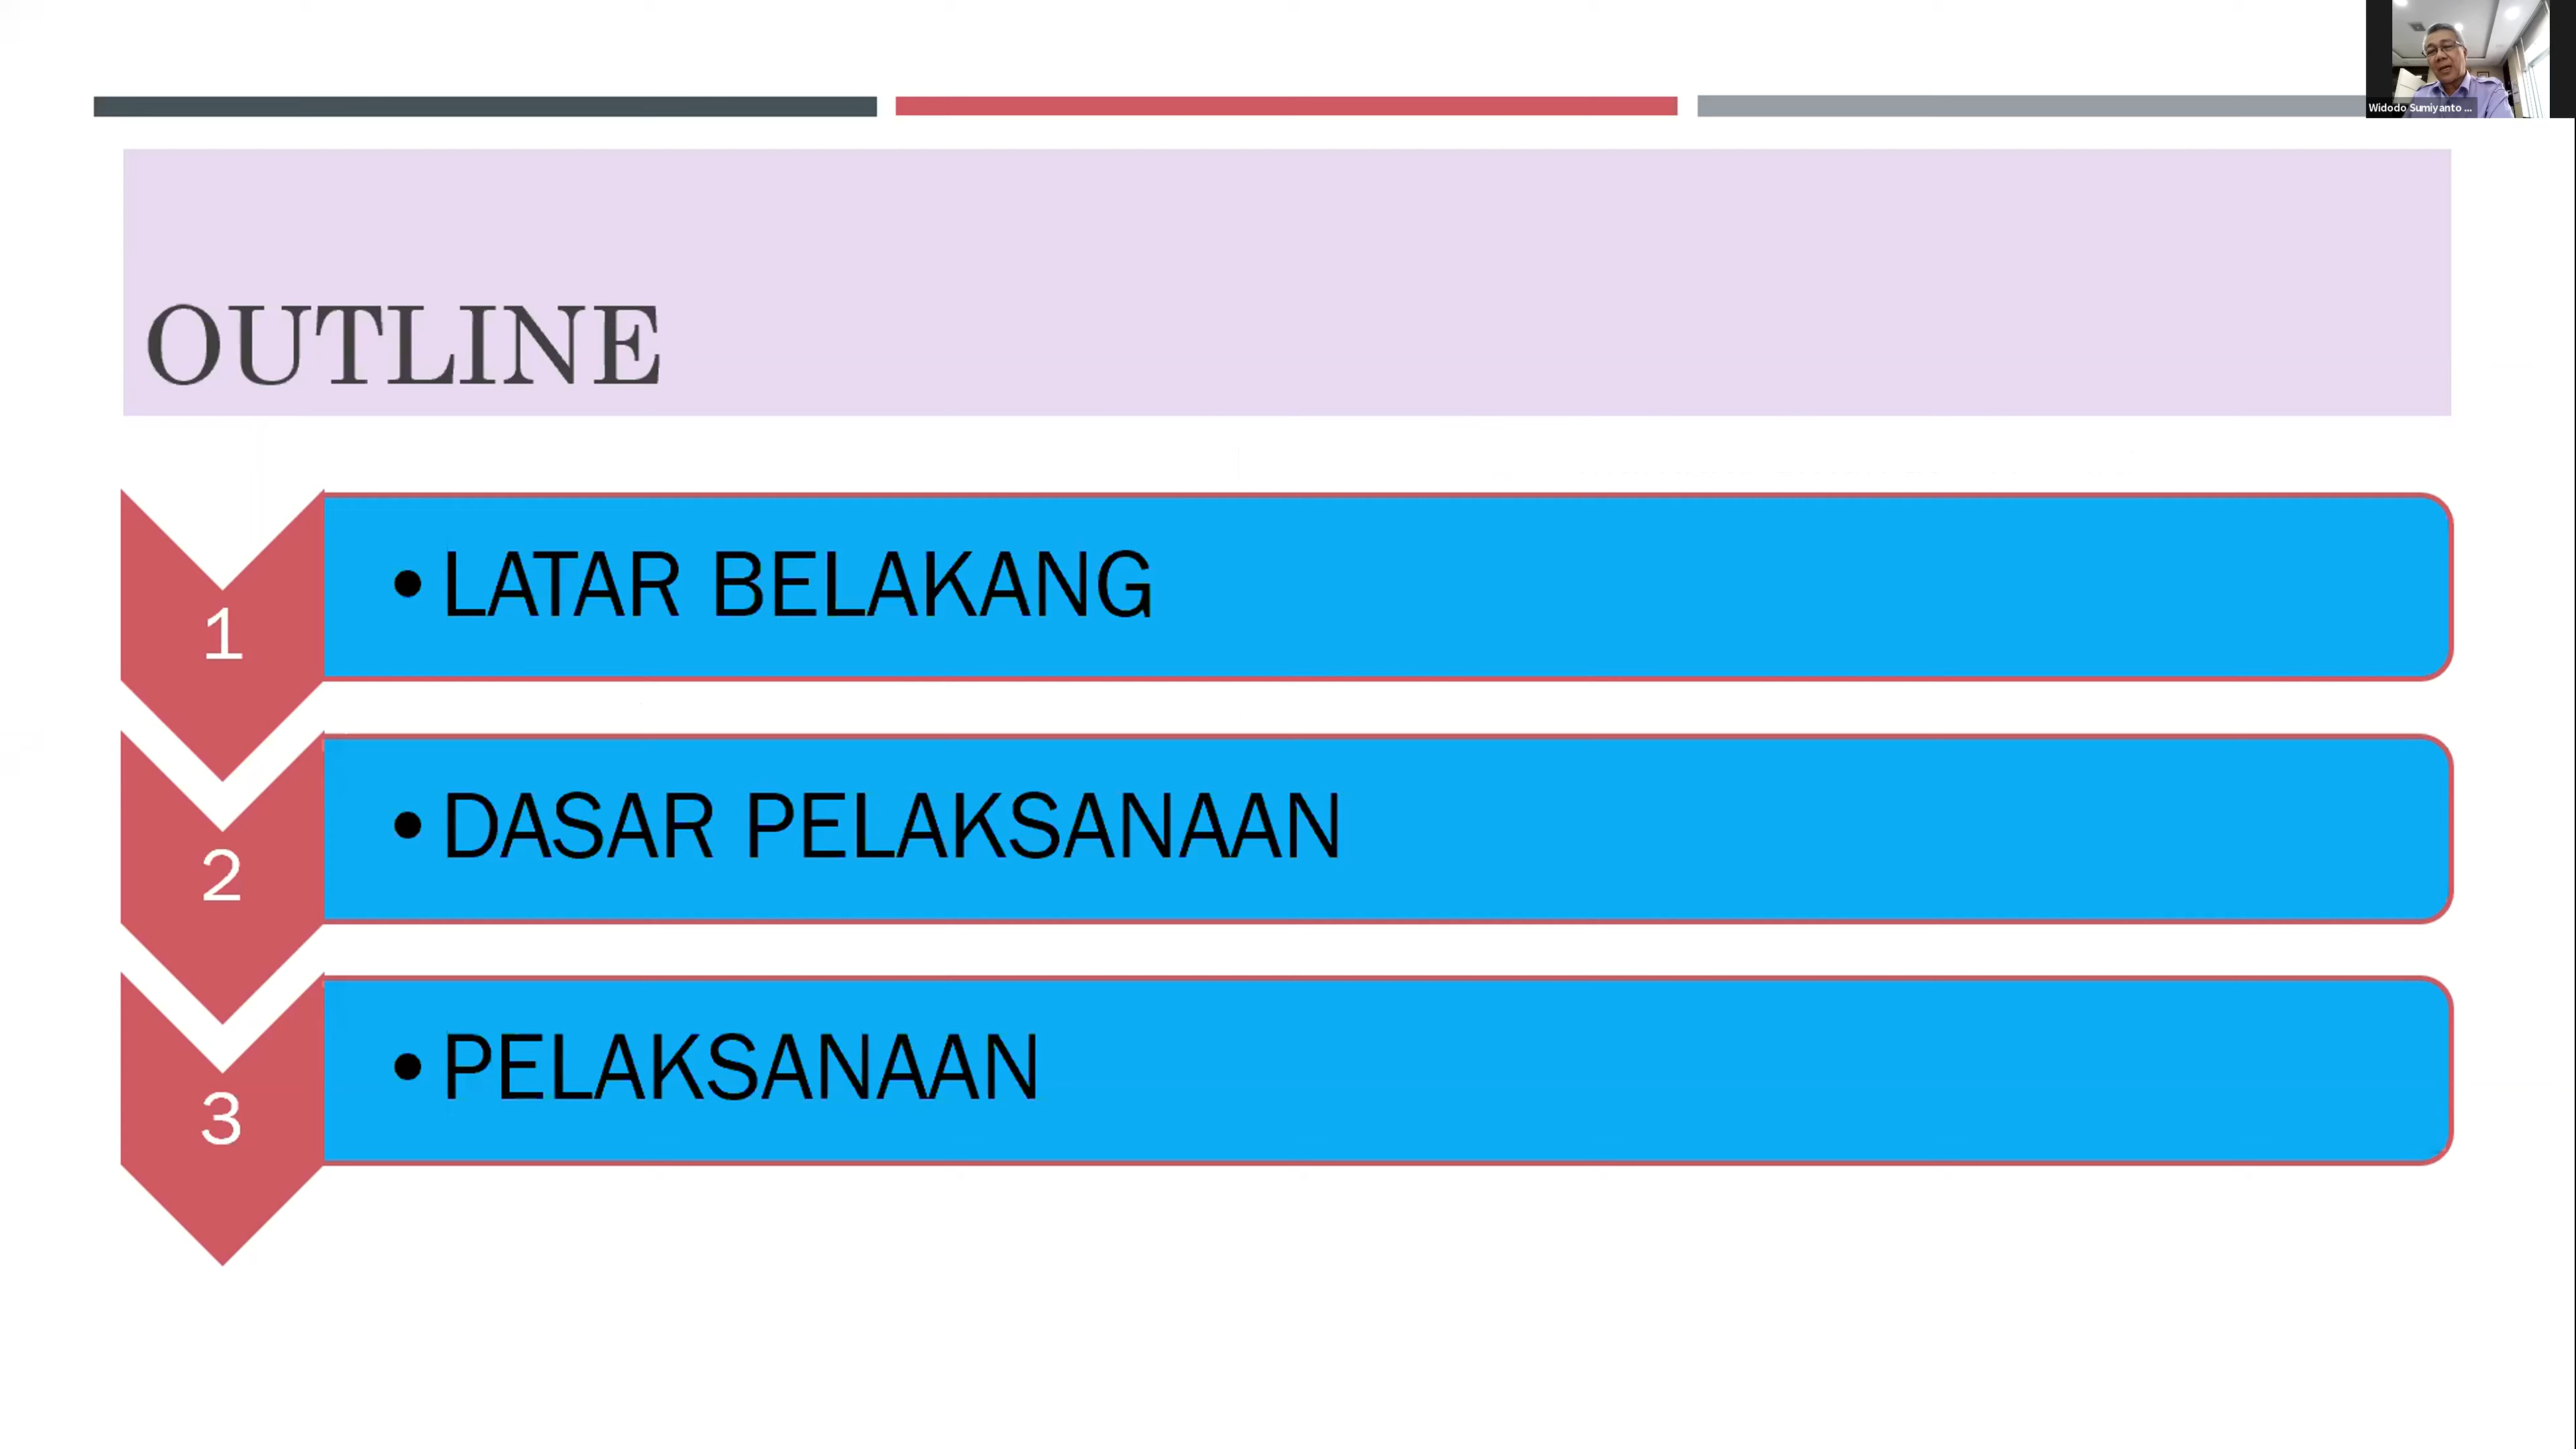 Widodo Sumiyanto ...
OUTLINE
1
• LATAR BELAKANG
2
• DASAR PELAKSANAAN
3
• PELAKSANAAN